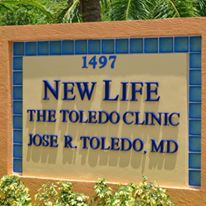 1497
NEW LIFE
THE TOLEDO CLINIC
JOSE R. TOLEDO, MD